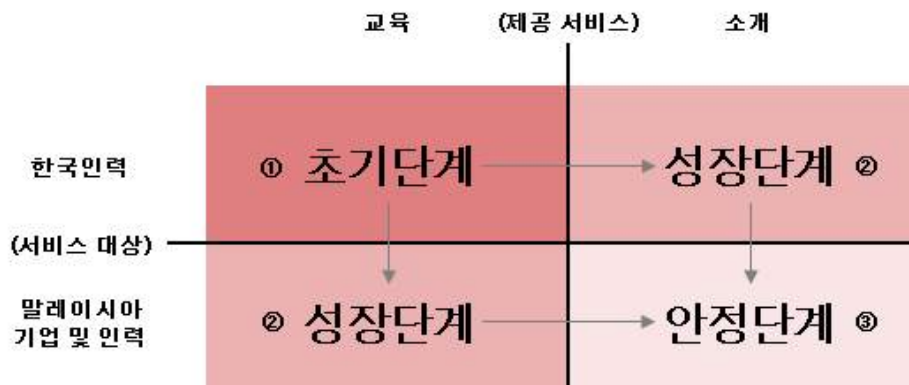 교육 (제공 서비스) 소개
한국인력 ① 초기단계 성장단계 ②
(서비스 대상)
말레이시아
기업 및 인력 ② 성장단계 안정단계 ③